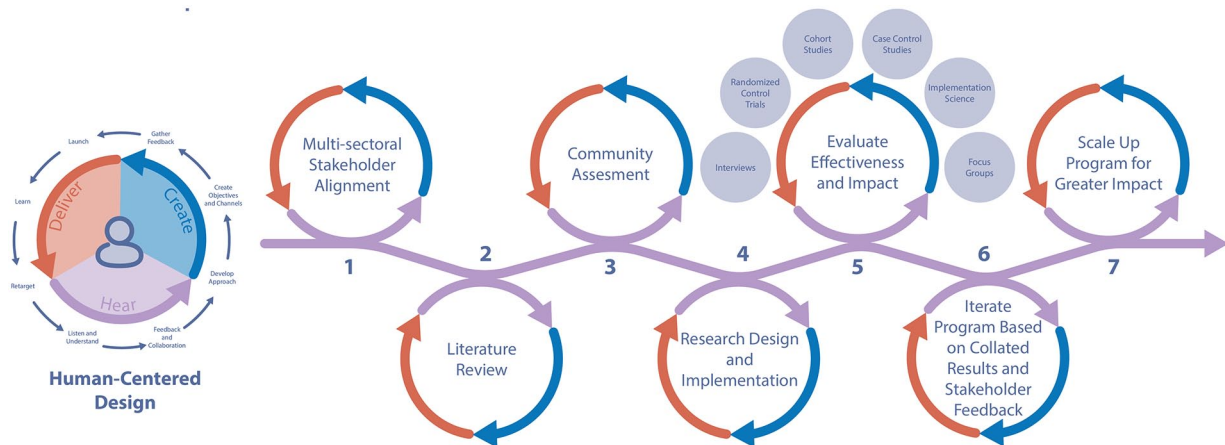 Gather
Feedback
Launch
Create
Objectives
and Channels
Learn
Deliver
Create
Hear
Develop
Approach
Retarget
Listen and
Understand
Feedback
and
Collaboration
Human-Centered
Design
Multi-sectoral
Stakeholder
Alignment
1
2
Literature
Review
Community
Assesment
3
4
Research Design
and
Implementation
Interviews
Randomized
Control
Trials
Cohort
Studies
Case Control
Studies
Implementation
Science
Focus
Groups
Evaluate
Effectiveness
and Impact
5
6
Iterate
Program Based
on Collated
Results and
Stakeholder
Feedback
Scale Up
Program for
Greater Impact
7